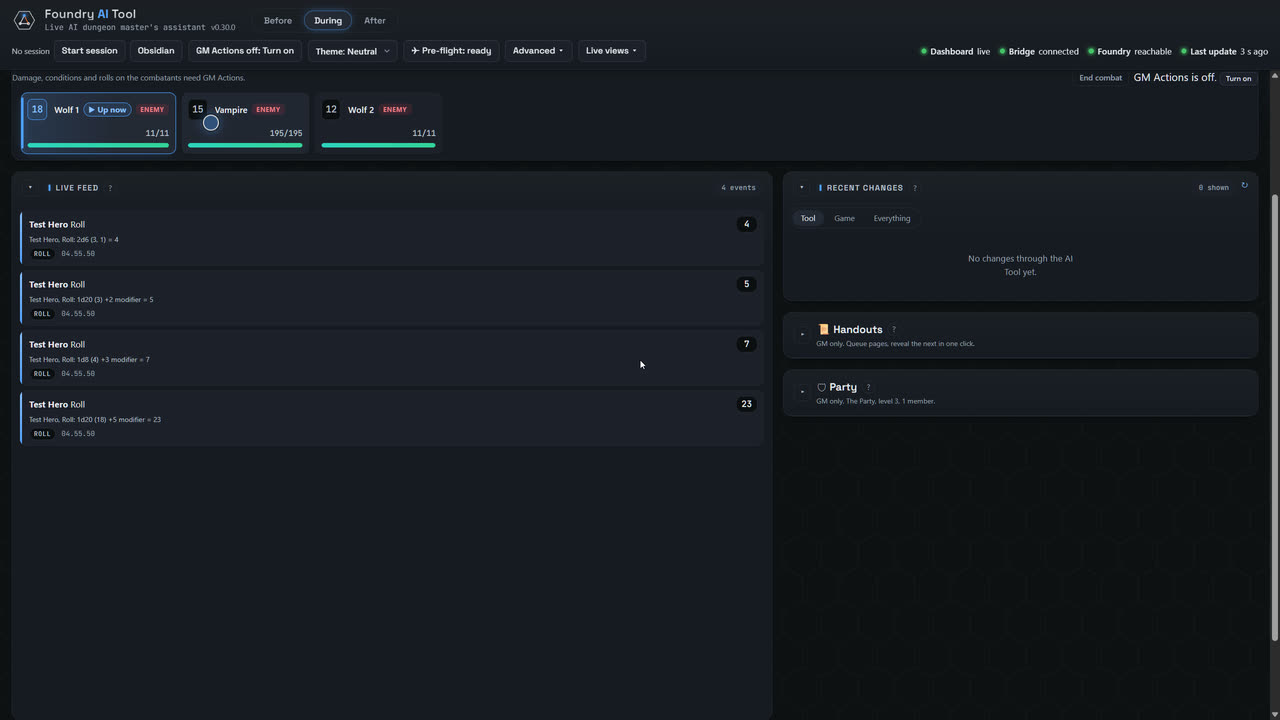 Foundry AI Tool
Live AI dungeon master's assistant v0.30.0
Before
During
After
No session
Start session
Obsidian
GM Actions off: Turn on
Theme: Neutral
Pre-flight: ready
Advanced
Live views
Dashboard live
Bridge connected
Foundry reachable
Last update 3 s ago
Damage, conditions and rolls on the combatants need GM Actions.
End combat
GM Actions is off.
Turn on
18 Wolf 1 Up now ENEMY
11/11
15 Vampire ENEMY
195/195
12 Wolf 2 ENEMY
11/11
LIVE FEED ?
4 events
Test Hero Roll
4
Test Hero, Roll: 2d6 (3, 1) = 4
ROLL 04.55.50
Test Hero Roll
5
Test Hero, Roll: 1d20 (3) +2 modifier = 5
ROLL 04.55.50
Test Hero Roll
7
Test Hero, Roll: 1d8 (4) +3 modifier = 7
ROLL 04.55.50
Test Hero Roll
23
Test Hero, Roll: 1d20 (18) +5 modifier = 23
ROLL 04.55.50
RECENT CHANGES ?
0 shown
Tool
Game
Everything
No changes through the AI
Tool yet.
Handouts ?
GM only. Queue pages, reveal the next in one click.
Party ?
GM only. The Party, level 3, 1 member.